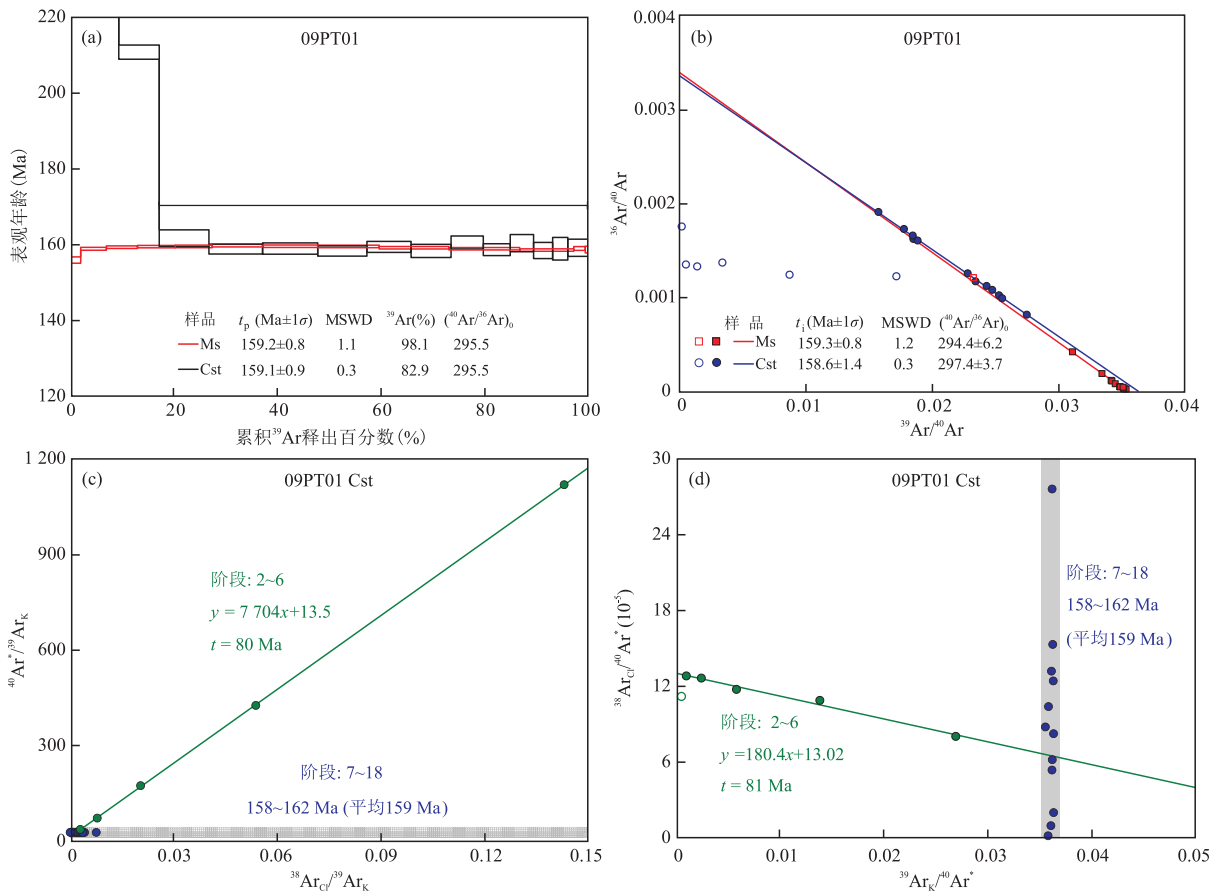 (a)
09PT01
220
200
180
160
140
120
0
20
40
60
80
100
表观年龄(Ma)
累积³⁹Ar释出百分数(%)
样品 tₚ (Ma±1σ) MSWD ³⁹Ar(%) (⁴⁰Ar/³⁶Ar)₀
Ms 159.2±0.8 1.1 98.1 295.5
Cst 159.1±0.9 0.3 82.9 295.5
(b)
09PT01
0.004
0.003
0.002
0.001
0
0
0.01
0.02
0.03
0.04
³⁶Ar/⁴⁰Ar
³⁹Ar/⁴⁰Ar
样 品 tᵢ (Ma±1σ) MSWD (⁴⁰Ar/³⁶Ar)₀
Ms 159.3±0.8 1.2 294.4±6.2
Cst 158.6±1.4 0.3 297.4±3.7
(c)
09PT01 Cst
1 200
900
600
300
0
0
0.03
0.06
0.09
0.12
0.15
⁴⁰Ar*/³⁹Ar_K
³⁸Ar_Cl/³⁹Ar_K
阶段: 2~6
y = 7 704x+13.5
t = 80 Ma
阶段: 7~18
158~162 Ma (平均159 Ma)
(d)
09PT01 Cst
30
24
18
12
6
0
0
0.01
0.02
0.03
0.04
0.05
³⁸Ar_Cl/⁴⁰Ar* (10⁻⁵)
³⁹Ar_K/⁴⁰Ar*
阶段: 7~18
158~162 Ma
(平均159 Ma)
阶段: 2~6
y =180.4x+13.02
t = 81 Ma